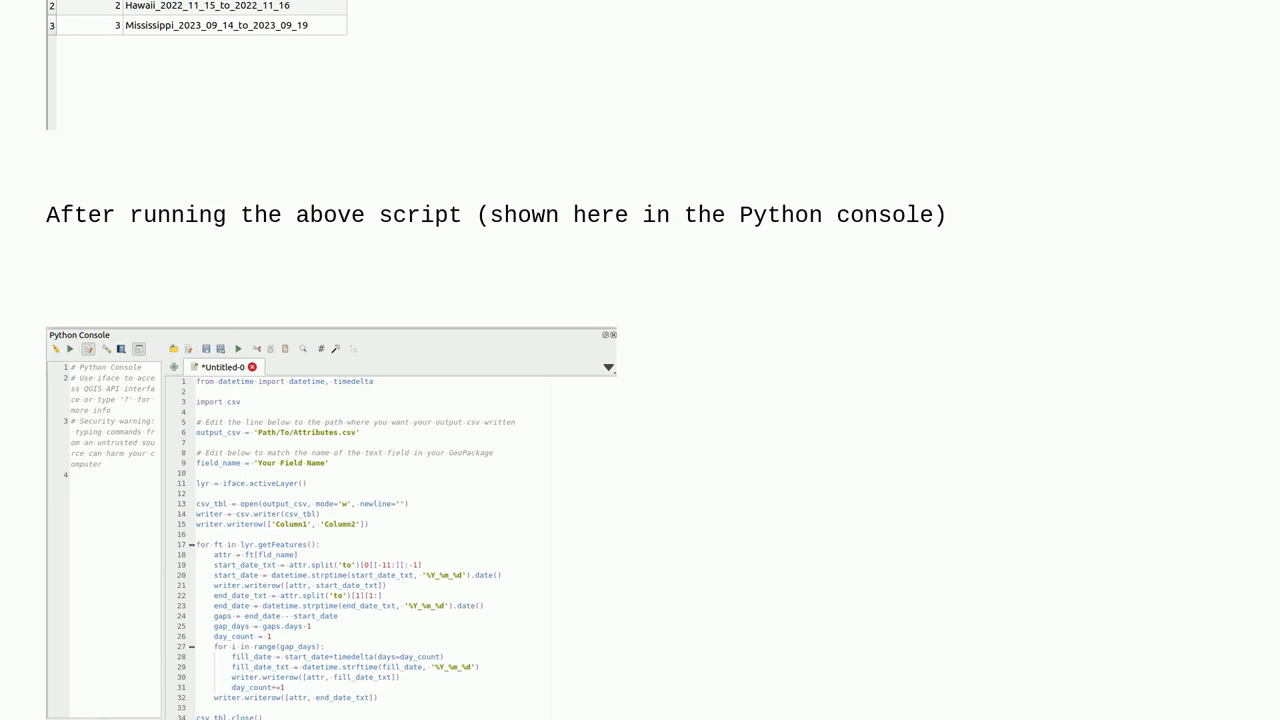 2 2 Hawaii_2022_11_15_to_2022_11_16
3 3 Mississippi_2023_09_14_to_2023_09_19
After running the above script (shown here in the Python console)
Python Console
*Untitled-0
1 # Python Console
2 # Use iface to acce
ss QGIS API interfa
ce or type '?' for
more info
3 # Security warning:
typing commands fr
om an untrusted sou
rce can harm your c
omputer
4
1 from datetime import datetime, timedelta
2
3 import csv
4
5 # Edit the line below to the path where you want your output csv written
6 output_csv = 'Path/To/Attributes.csv'
7
8 # Edit below to match the name of the text field in your GeoPackage
9 field_name = 'Your Field Name'
10
11 lyr = iface.activeLayer()
12
13 csv_tbl = open(output_csv, mode='w', newline='')
14 writer = csv.writer(csv_tbl)
15 writer.writerow(['Column1', 'Column2'])
16
17 for ft in lyr.getFeatures():
18 attr = ft[fld_name]
19 start_date_txt = attr.split('to')[0][-11:][:-1]
20 start_date = datetime.strptime(start_date_txt, '%Y_%m_%d').date()
21 writer.writerow([attr, start_date_txt])
22 end_date_txt = attr.split('to')[1][1:]
23 end_date = datetime.strptime(end_date_txt, '%Y_%m_%d').date()
24 gaps = end_date - start_date
25 gap_days = gaps.days-1
26 day_count = 1
27 for i in range(gap_days):
28 fill_date = start_date+timedelta(days=day_count)
29 fill_date_txt = datetime.strftime(fill_date, '%Y_%m_%d')
30 writer.writerow([attr, fill_date_txt])
31 day_count+=1
32 writer.writerow([attr, end_date_txt])
33
34 csv_tbl.close()